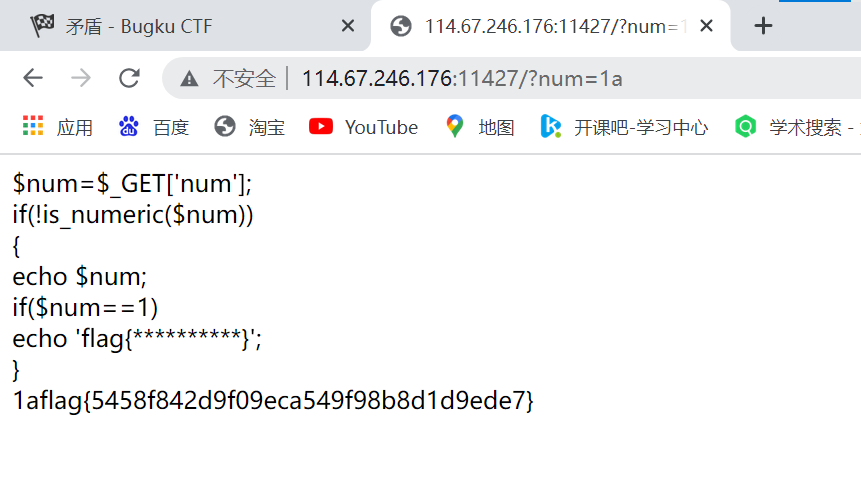 矛盾 - Bugku CTF
114.67.246.176:11427/?num=1
不安全 114.67.246.176:11427/?num=1a
应用 百度 淘宝 YouTube 地图 开课吧-学习中心 学术搜索 -
$num=$_GET['num'];
if(!is_numeric($num))
{
echo $num;
if($num==1)
echo 'flag{**********}';
}
1aflag{5458f842d9f09eca549f98b8d1d9ede7}